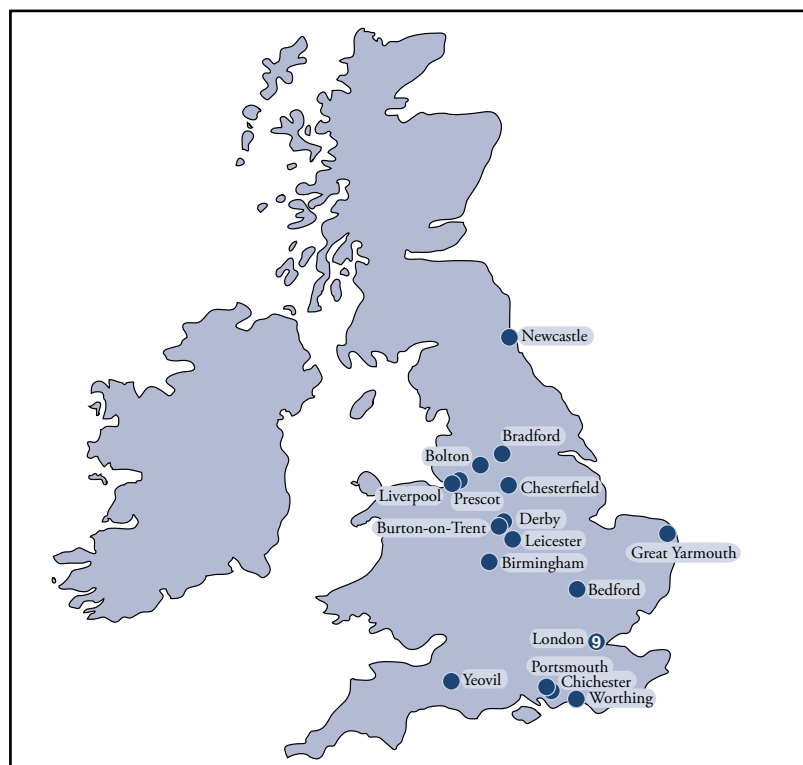 Newcastle
Bradford
Bolton
Liverpool
Prescot
Chesterfield
Derby
Burton-on-Trent
Leicester
Great Yarmouth
Birmingham
Bedford
London 9
Portsmouth
Chichester
Yeovil
Worthing